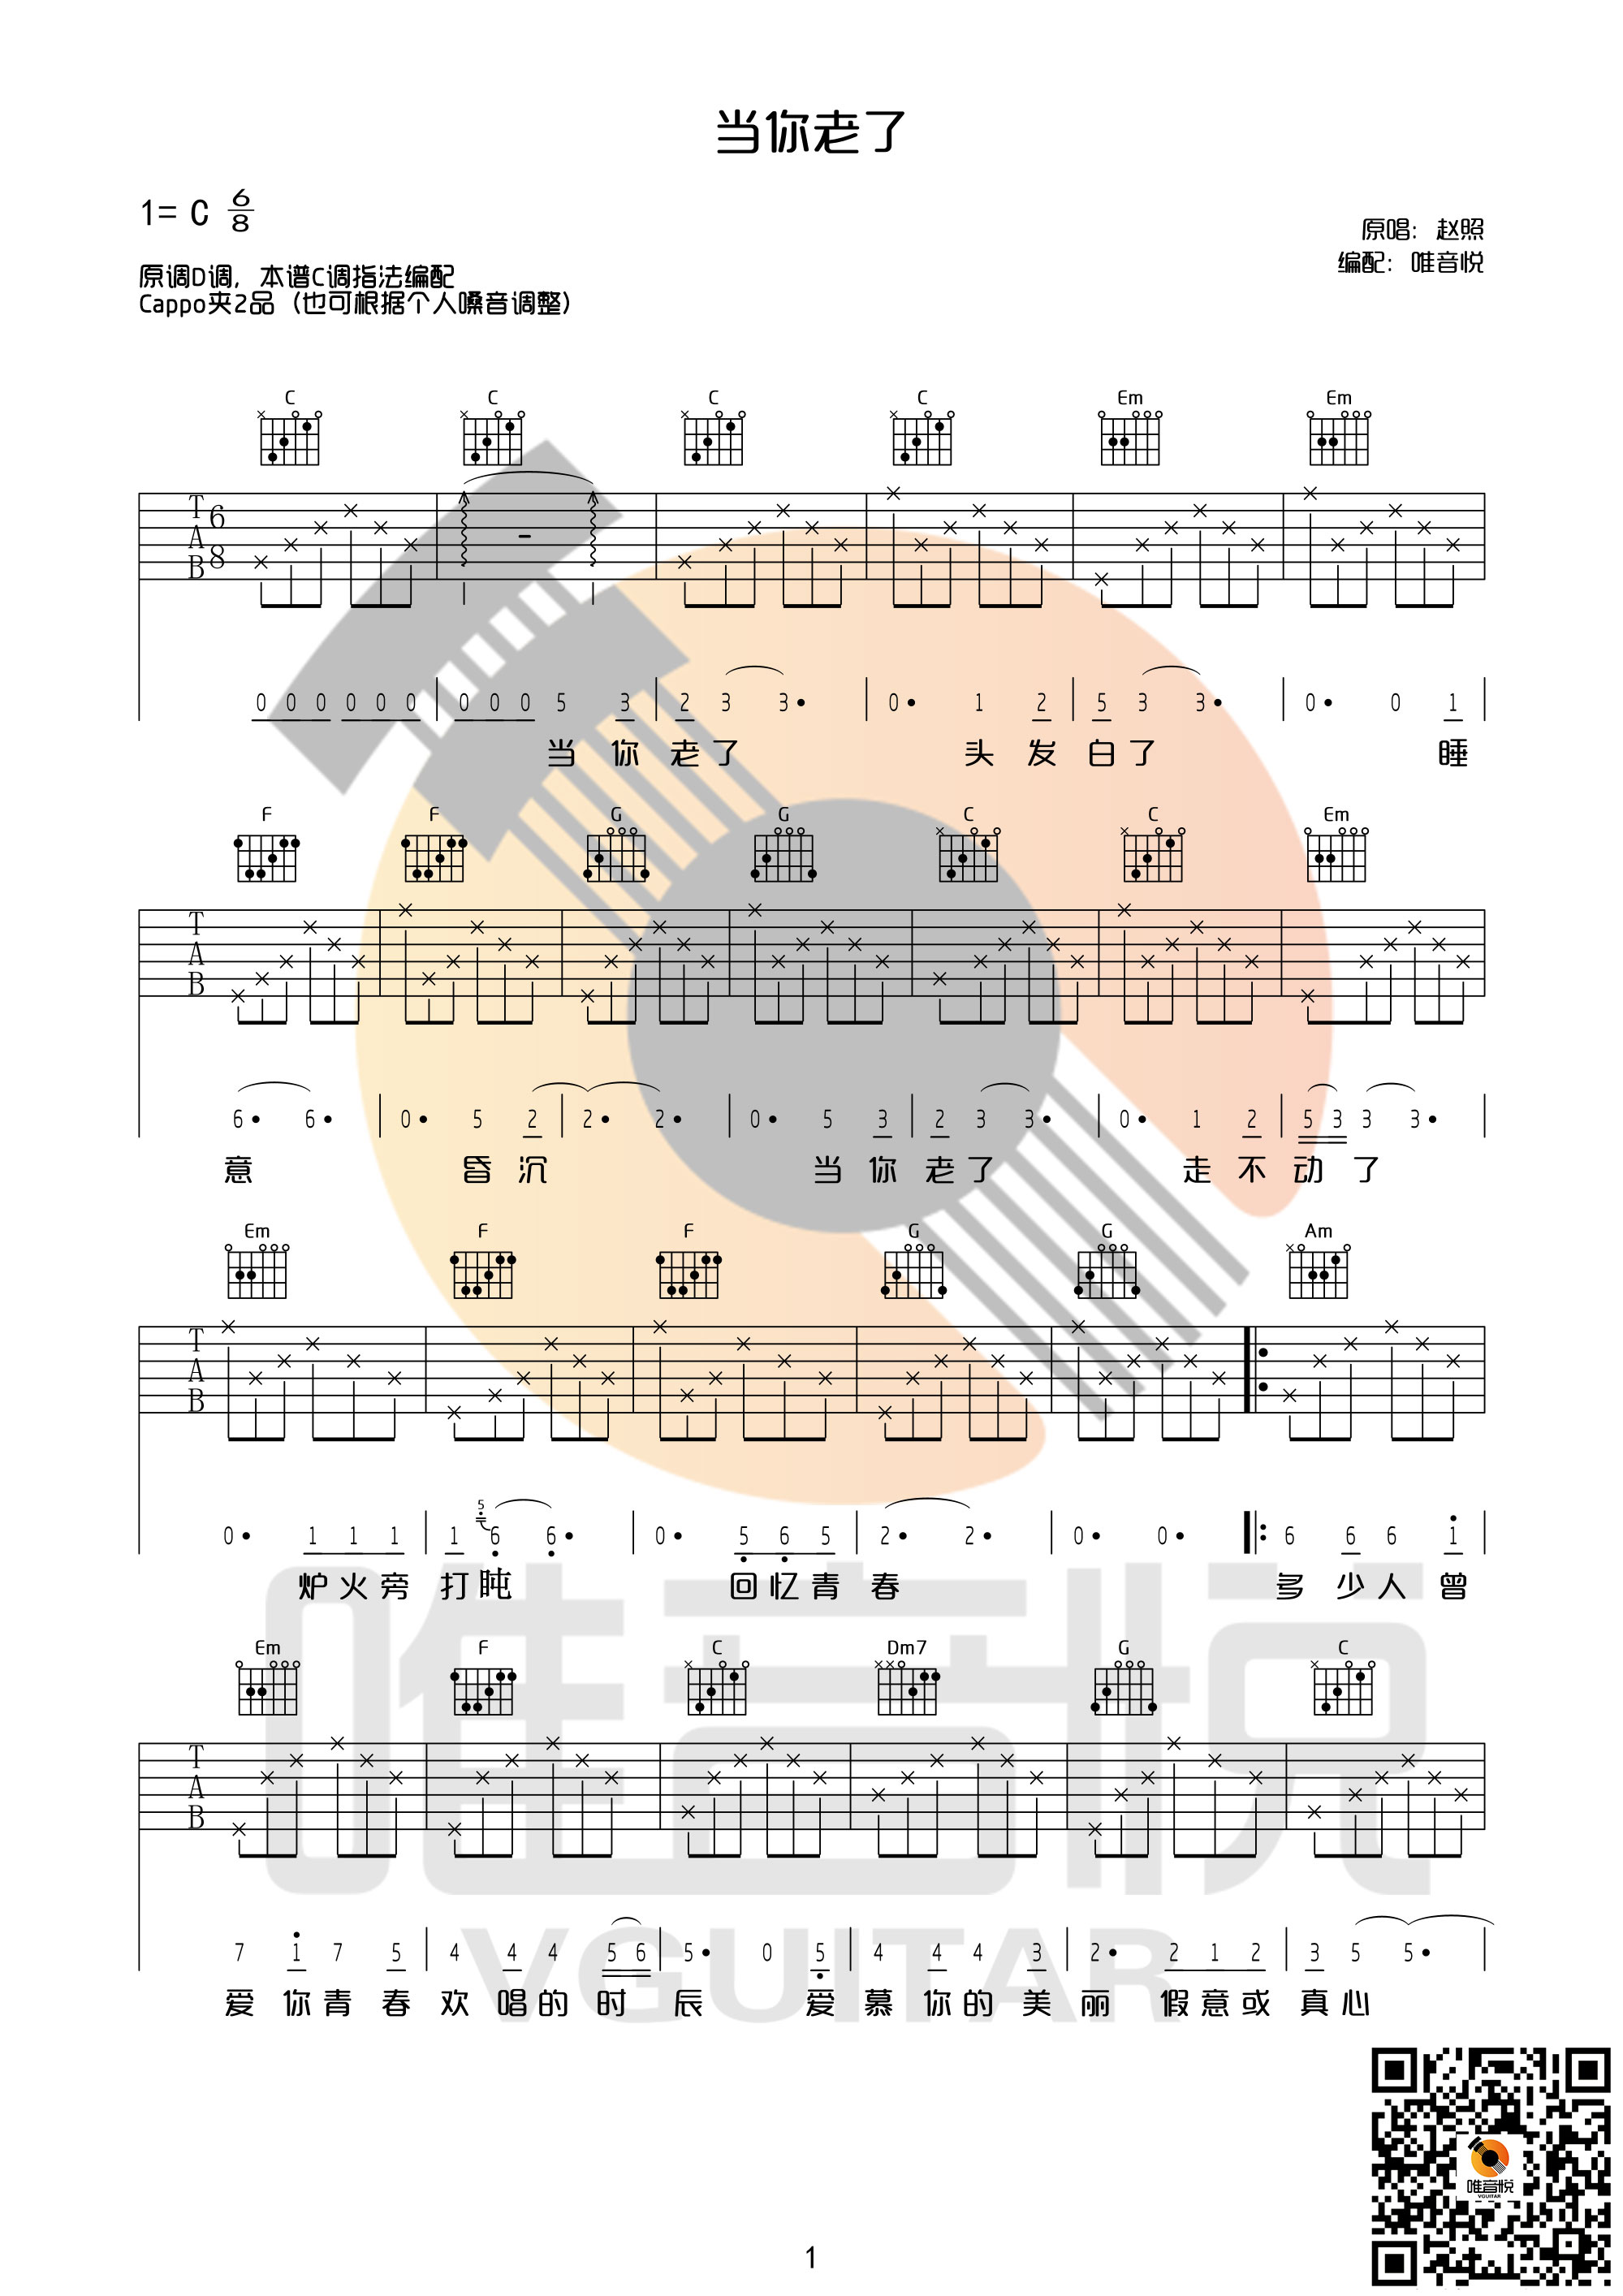 当你老了
1= C 6/8
原唱: 赵照
编配: 唯音悦
原调D调, 本谱C调指法编配
Cappo夹2品 (也可根据个人嗓音调整)
C C C C Em Em
T A B 6 8
0 0 0 0 0 0 | 0 0 0 5 3 | 2 3 3• | 0• 1 2 | 5 3 3• | 0• 0 1 |
当 你 老 了 头 发 白 了 睡
F F G G C C Em
T A B
6• 6• | 0• 5 2 | 2• 2• | 0• 5 3 | 2 3 3• | 0• 1 2 | 5 3 3 3• |
意 昏 沉 当 你 老 了 走 不 动 了
Em F F G G Am
T A B
0• 1 1 1 | 1 5 6 6• | 0• 5 6 5 | 2• 2• | 0• 0• |: 6 6 6 1 |
炉 火 旁 打 盹 回 忆 青 春 多 少 人 曾
Em F C Dm7 G C
T A B
7 1 7 5 | 4 4 4 5 6 | 5• 0 5 | 4 4 4 3 | 2• 2 1 2 | 3 5 5• |
爱 你 青 春 欢 唱 的 时 辰 爱 慕 你 的 美 丽 假 意 或 真 心
唯音悦
VGUITAR
唯音悦
VGUITAR
1